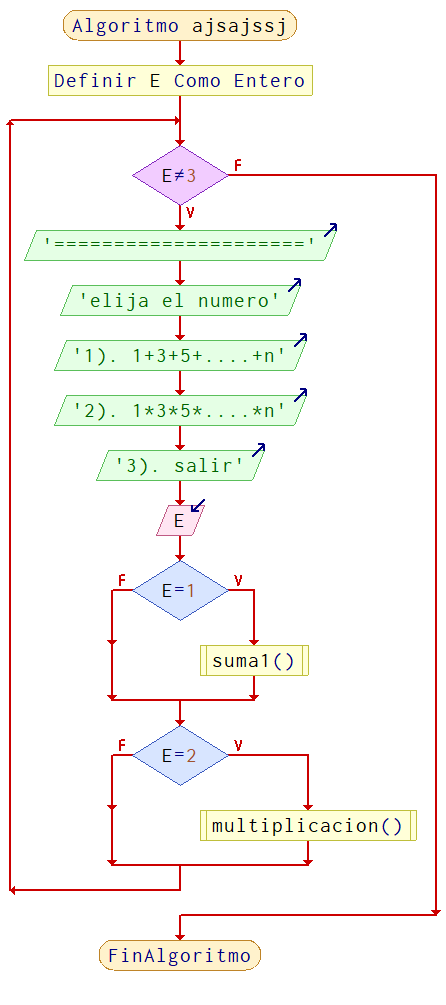 Algoritmo ajsajssj
Definir E Como Entero
E≠3
F
V
'====================='
'elija el numero'
'1). 1+3+5+....+n'
'2). 1*3*5*....*n'
'3). salir'
E
F
E=1
V
suma1()
F
E=2
V
multiplicacion()
FinAlgoritmo